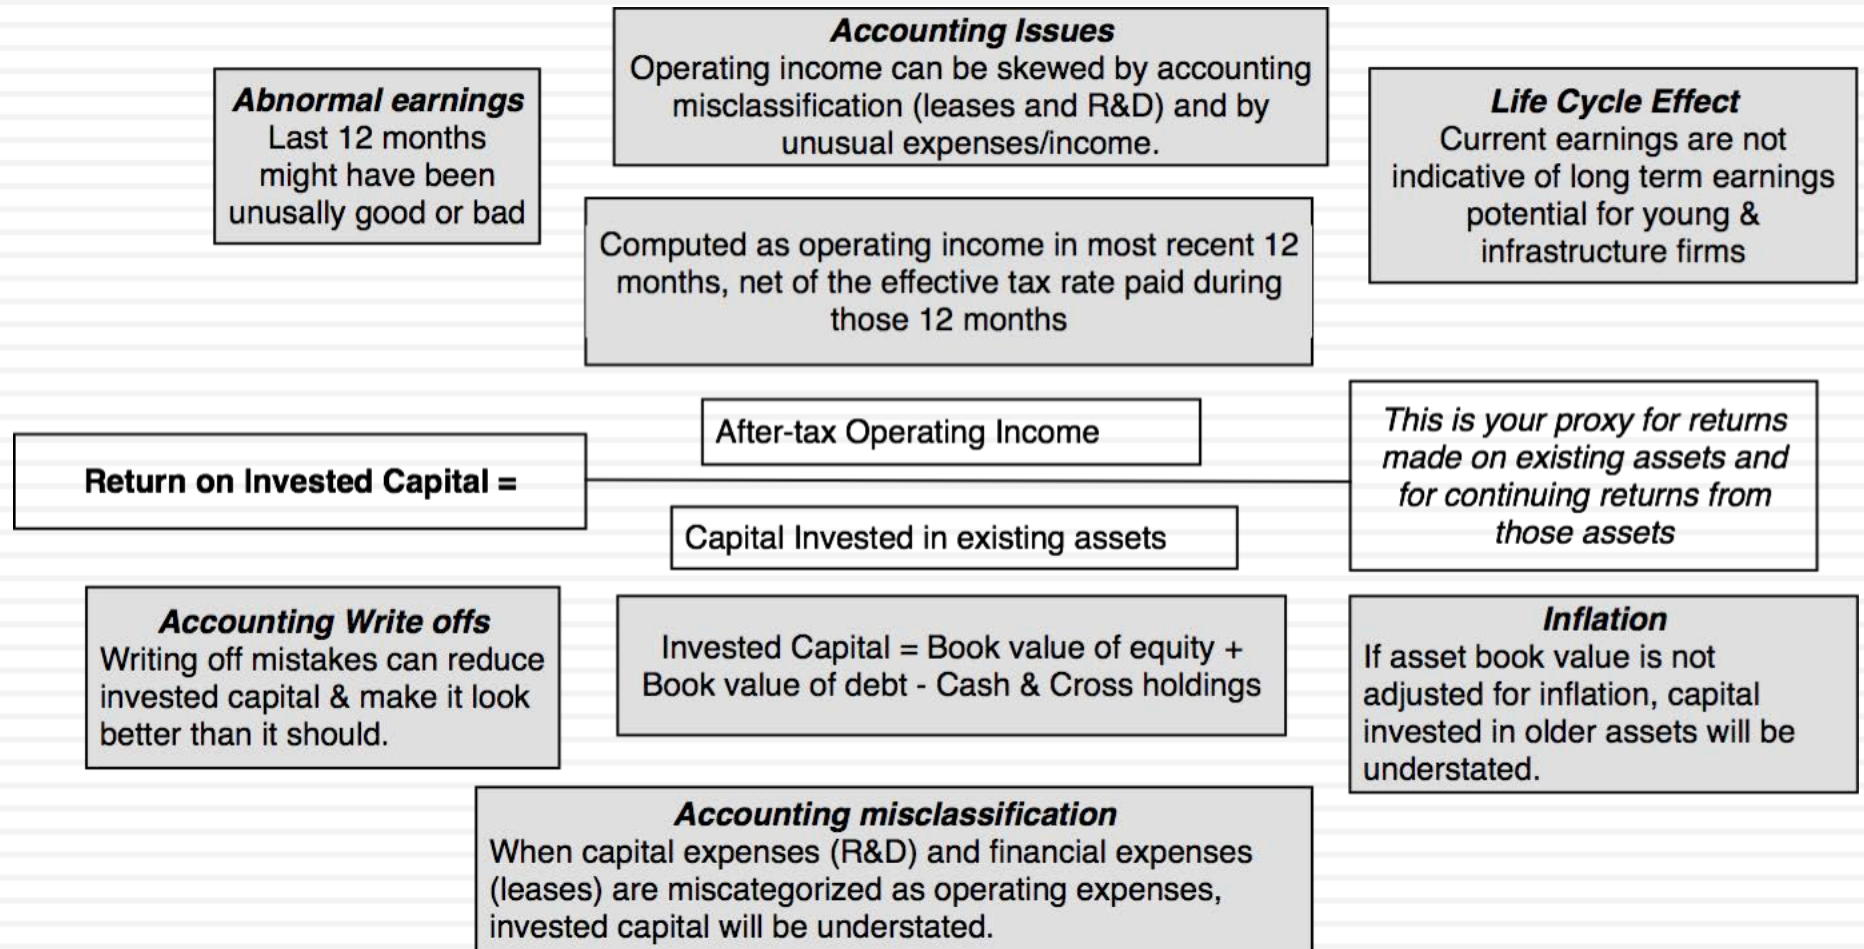 Accounting Issues
Operating income can be skewed by accounting
misclassification (leases and R&D) and by
unusual expenses/income.
Abnormal earnings
Last 12 months
might have been
unusally good or bad
Life Cycle Effect
Current earnings are not
indicative of long term earnings
potential for young &
infrastructure firms
Computed as operating income in most recent 12
months, net of the effective tax rate paid during
those 12 months
Return on Invested Capital =
After-tax Operating Income
Capital Invested in existing assets
This is your proxy for returns
made on existing assets and
for continuing returns from
those assets
Accounting Write offs
Writing off mistakes can reduce
invested capital & make it look
better than it should.
Invested Capital = Book value of equity +
Book value of debt - Cash & Cross holdings
Inflation
If asset book value is not
adjusted for inflation, capital
invested in older assets will be
understated.
Accounting misclassification
When capital expenses (R&D) and financial expenses
(leases) are miscategorized as operating expenses,
invested capital will be understated.